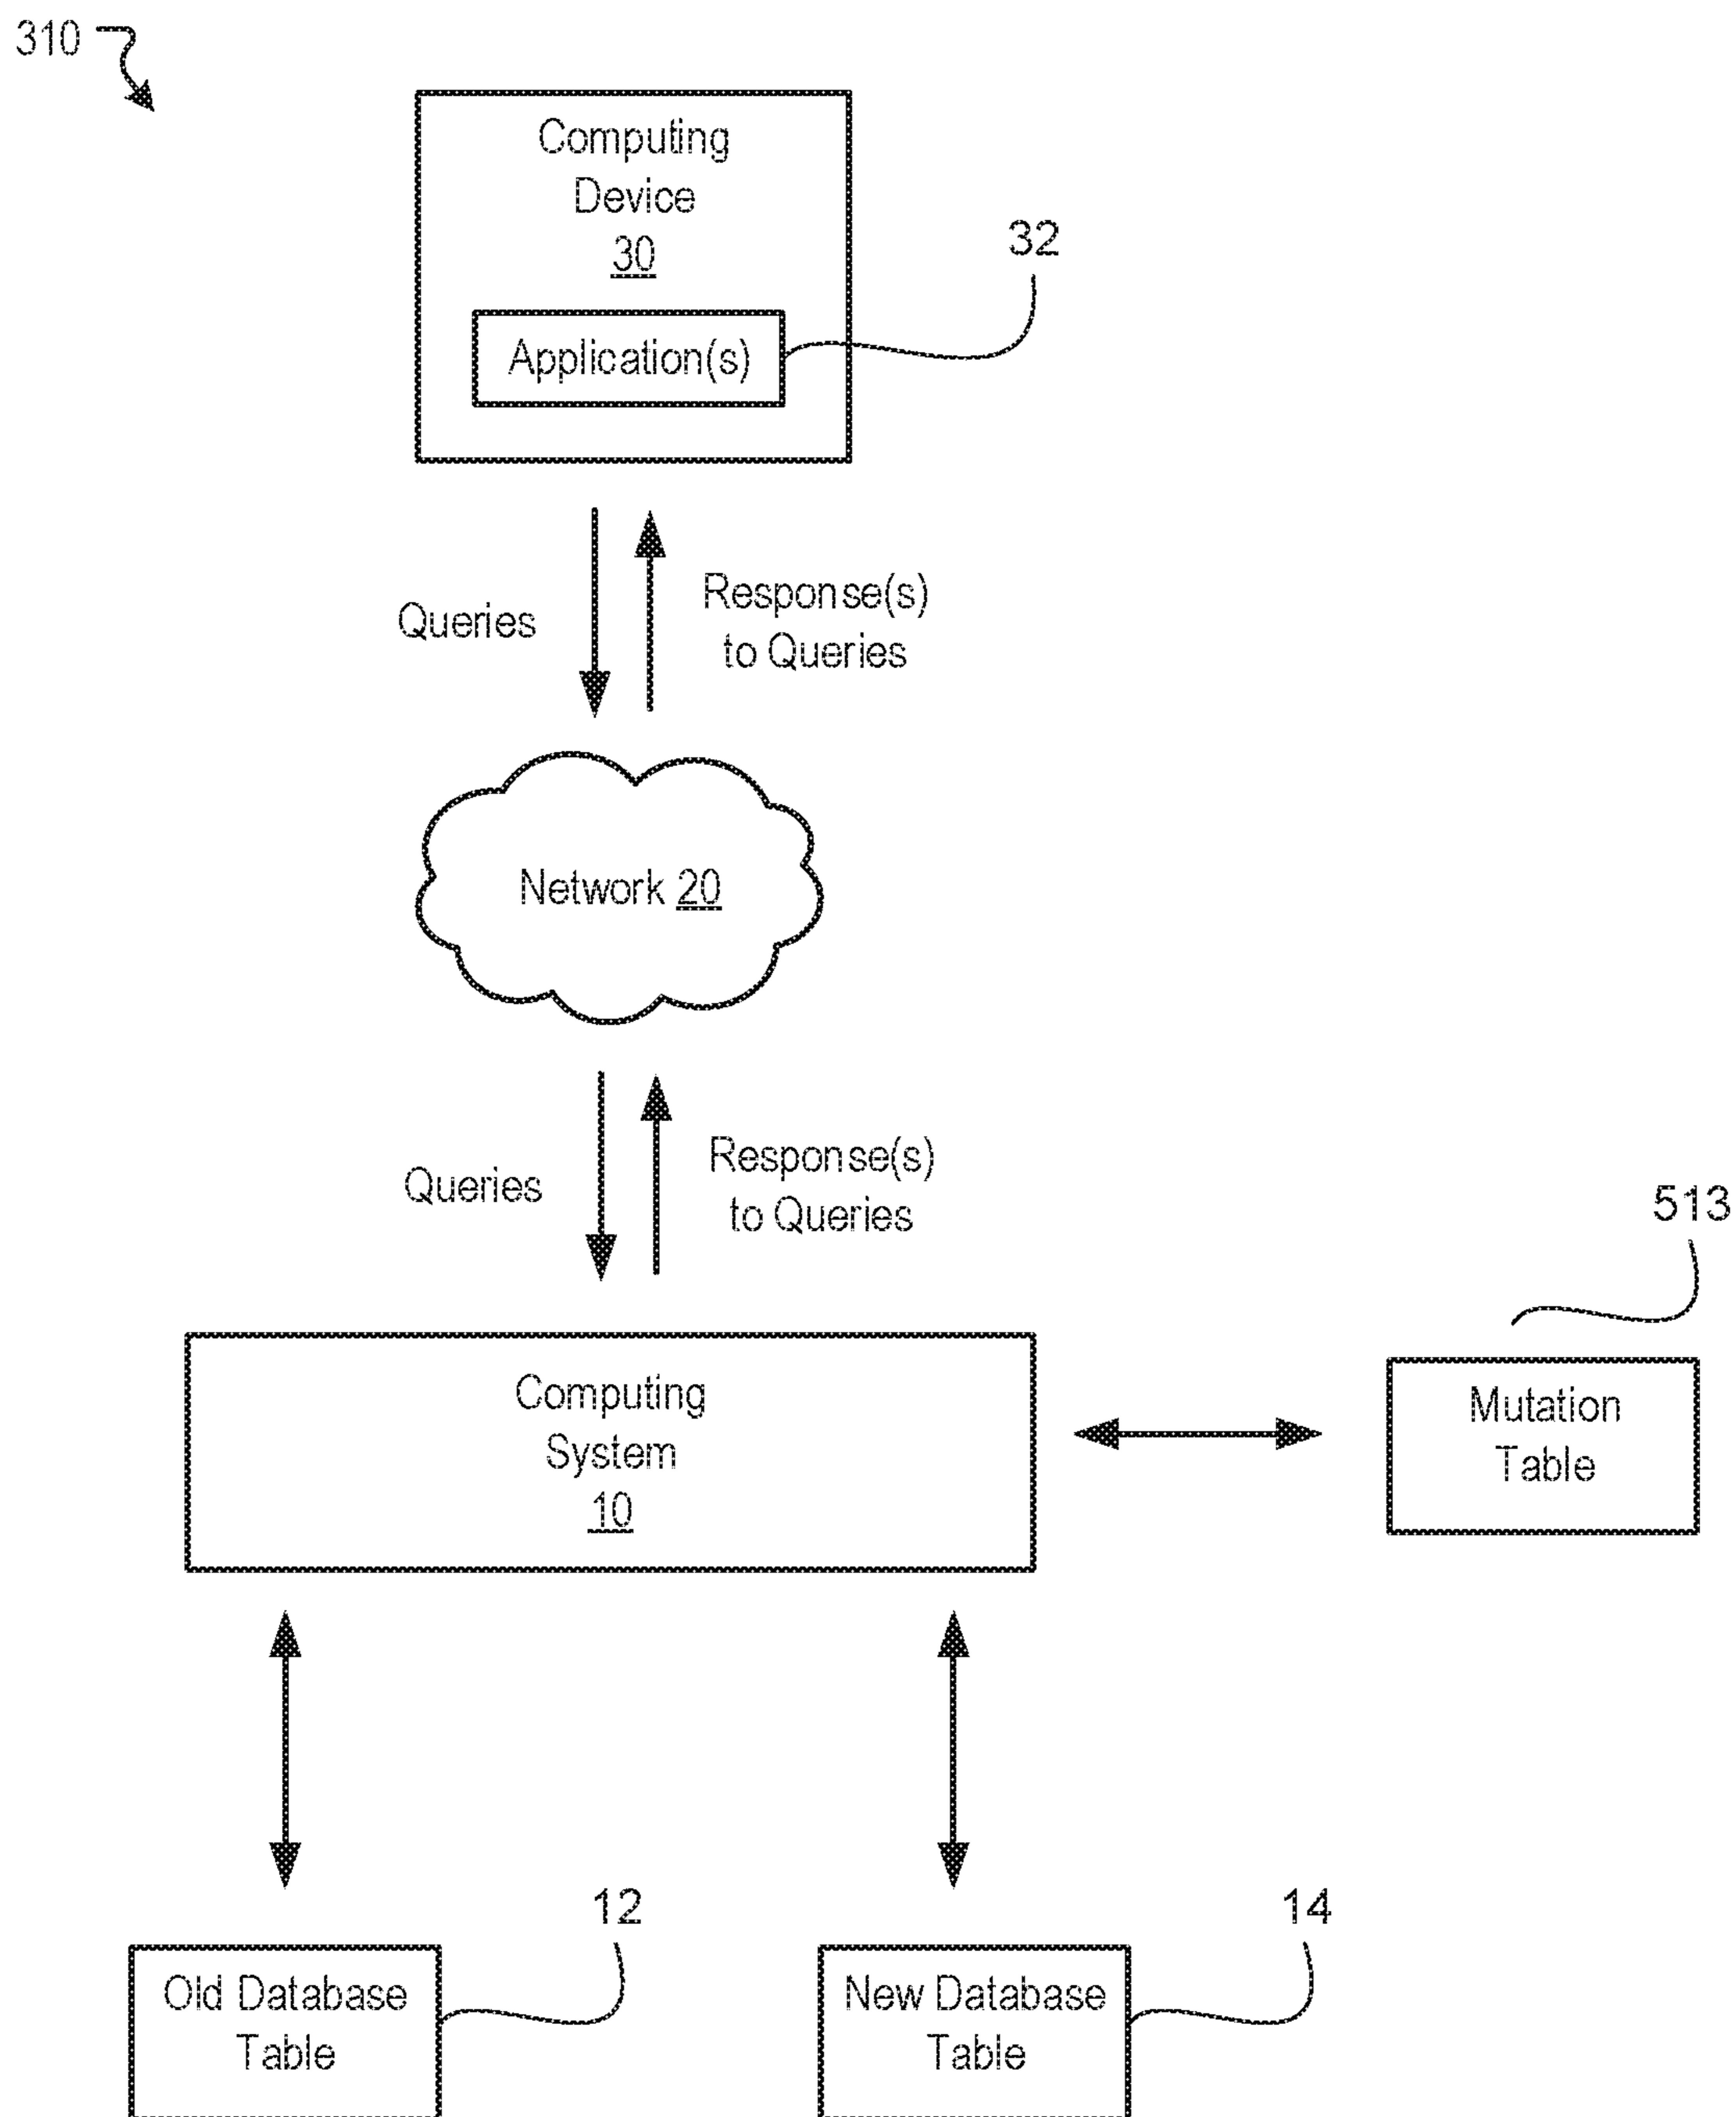 310
Computing
Device
30
32
Application(s)
Queries
Response(s)
to Queries
Network 20
Queries
Response(s)
to Queries
513
Computing
System
10
Mutation
Table
12
14
Old Database
Table
New Database
Table